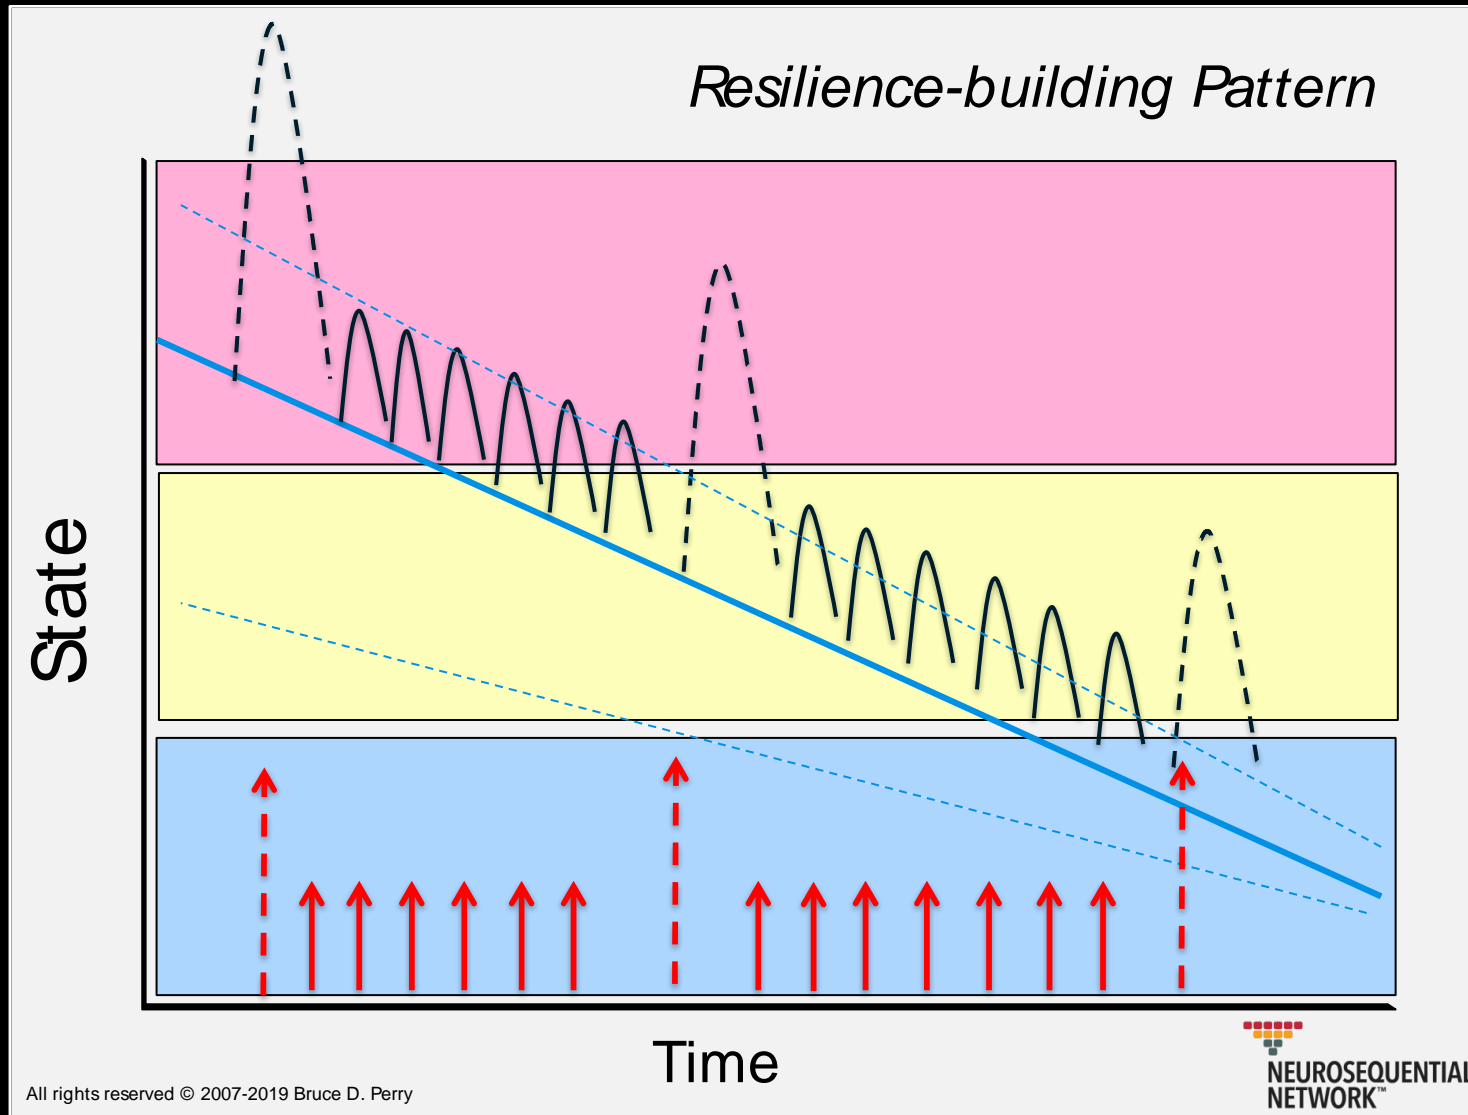 Resilience-building Pattern
State
Time
All rights reserved © 2007-2019 Bruce D. Perry
NEUROSEQUENTIAL
NETWORK™